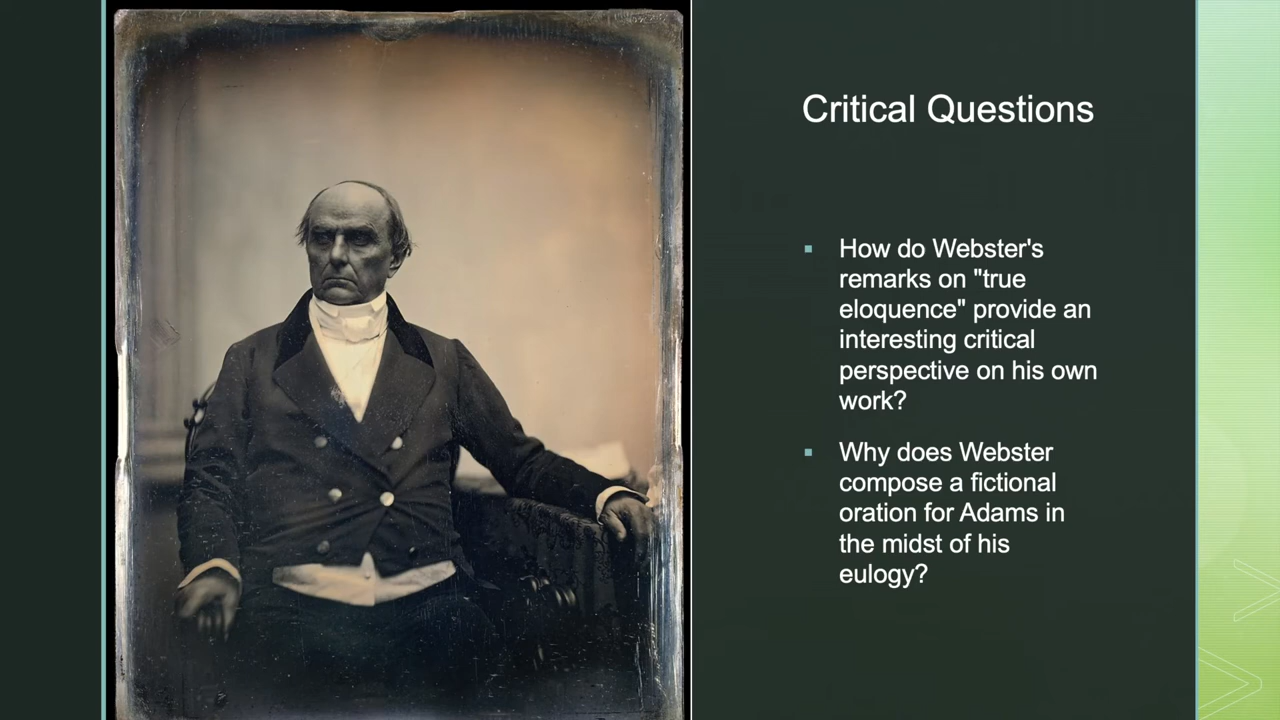 Critical Questions
How do Webster's
remarks on "true
eloquence" provide an
interesting critical
perspective on his own
work?
Why does Webster
compose a fictional
oration for Adams in
the midst of his
eulogy?